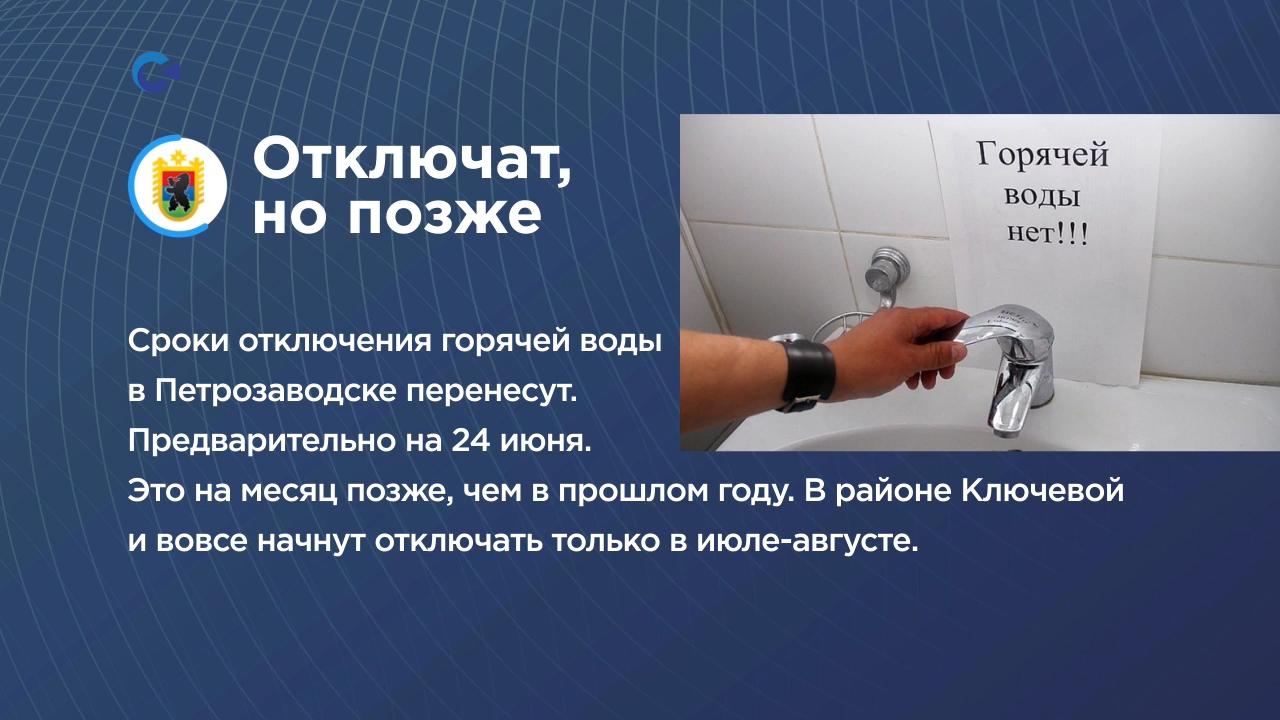 Отключат,
но позже
Горячей
воды
нет!!!
Сроки отключения горячей воды
в Петрозаводске перенесут.
Предварительно на 24 июня.
Это на месяц позже, чем в прошлом году. В районе Ключевой
и вовсе начнут отключать только в июле-августе.